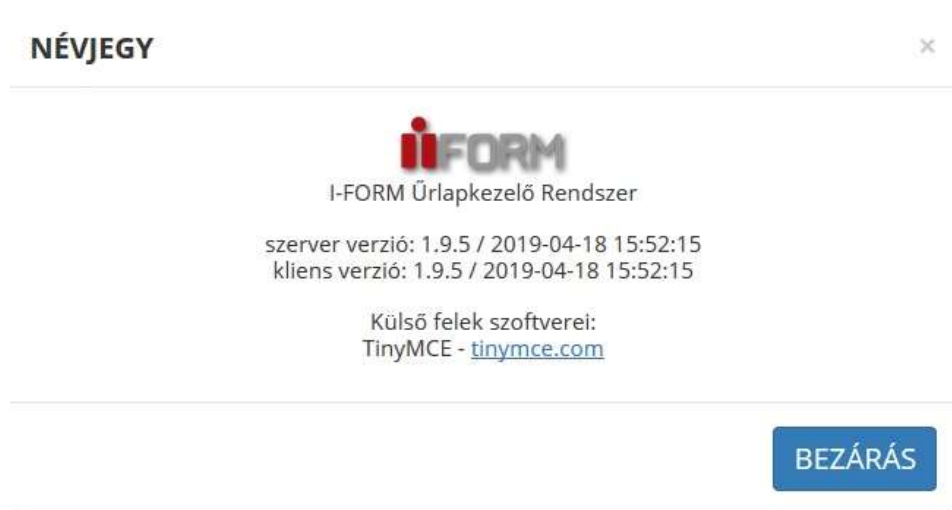 NÉVJEGY
×
iiFORM
I-FORM Űrlapkezelő Rendszer
szerver verzió: 1.9.5 / 2019-04-18 15:52:15
kliens verzió: 1.9.5 / 2019-04-18 15:52:15
Külső felek szoftverei:
TinyMCE - tinymce.com
BEZÁRÁS